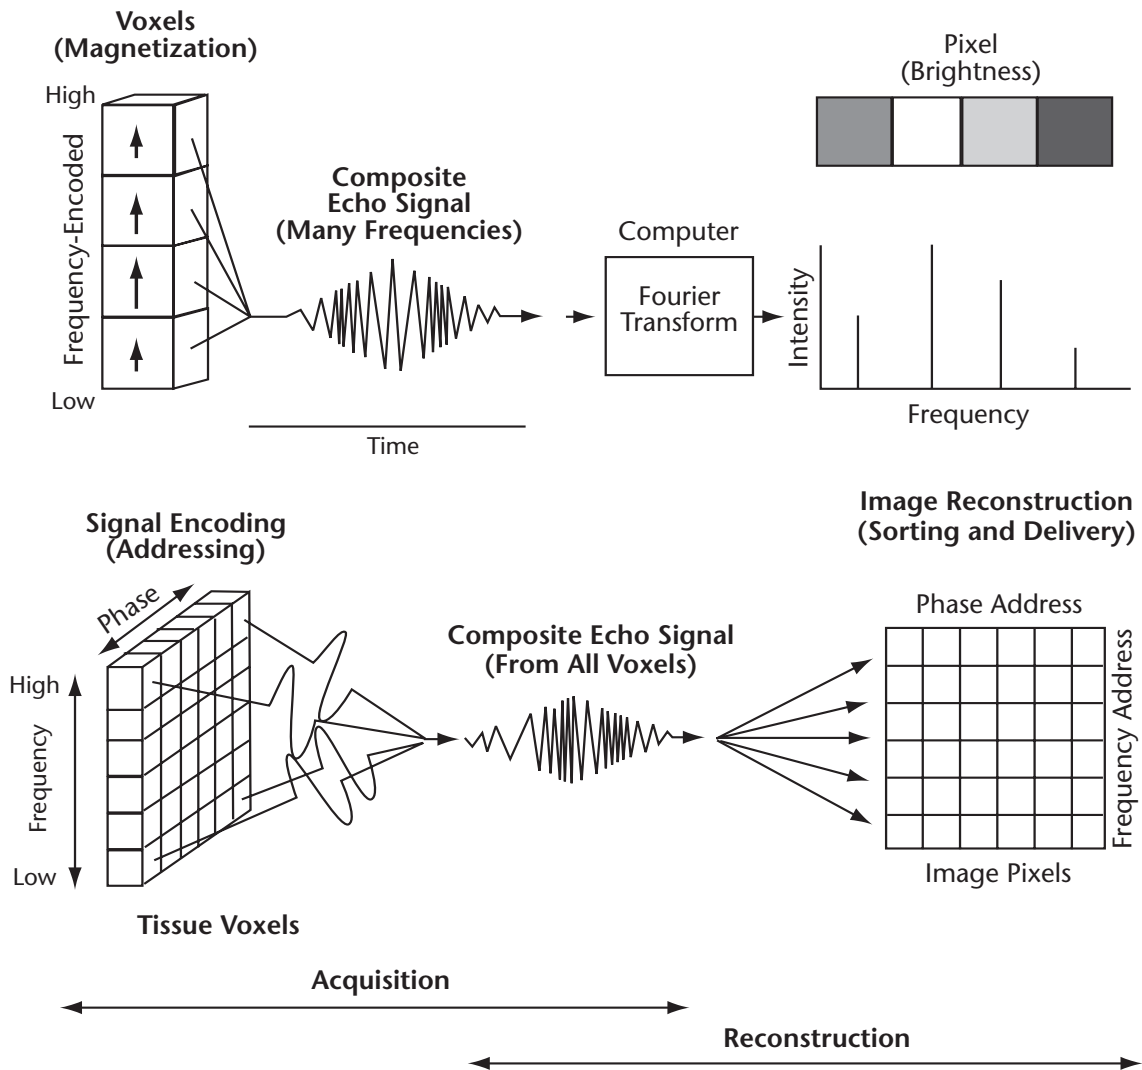 Voxels
(Magnetization)
High
Frequency-Encoded
Low
Composite
Echo Signal
(Many Frequencies)
Time
Computer
Fourier
Transform
Pixel
(Brightness)
Intensity
Frequency
Signal Encoding
(Addressing)
Phase
High
Frequency
Low
Tissue Voxels
Composite Echo Signal
(From All Voxels)
Image Reconstruction
(Sorting and Delivery)
Phase Address
Frequency Address
Image Pixels
Acquisition
Reconstruction